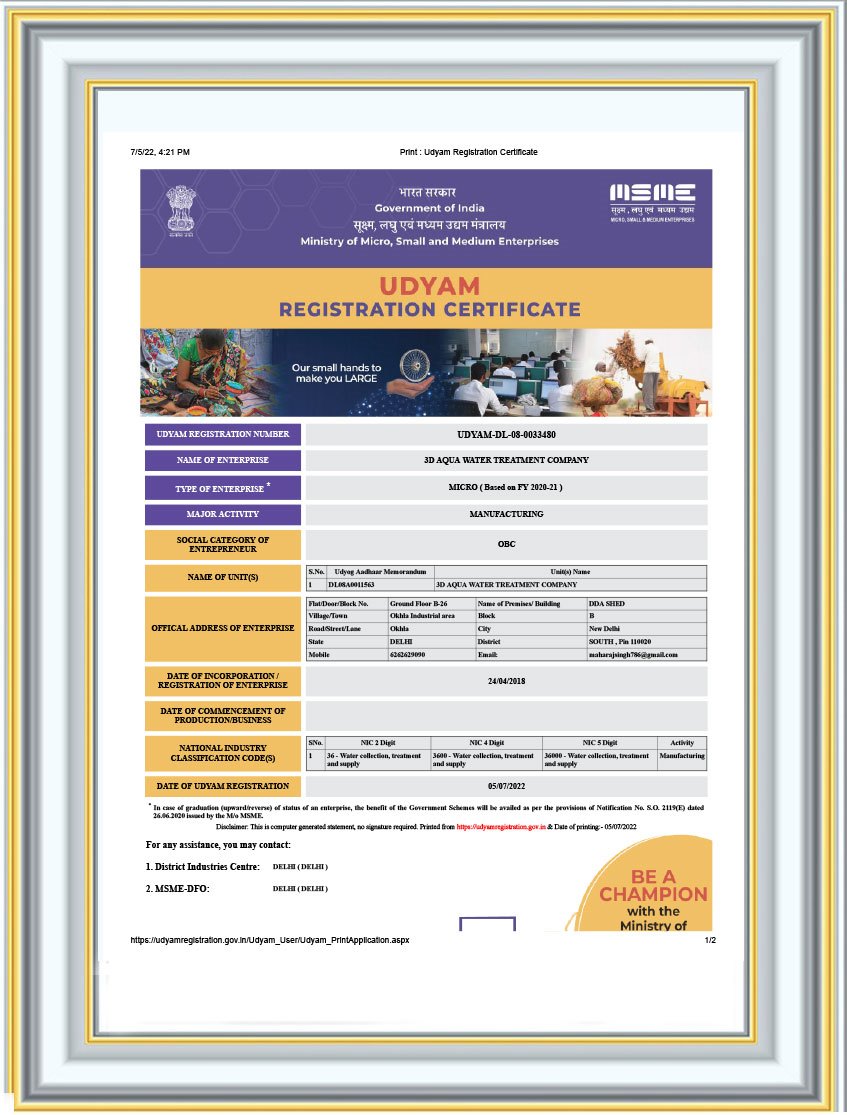 7/5/22, 4:21 PM Print : Udyam Registration Certificate
भारत सरकार
Government of India
सूक्ष्म, लघु एवं मध्यम उद्यम मंत्रालय
Ministry of Micro, Small and Medium Enterprises
MSME
सूक्ष्म, लघु एवं मध्यम उद्यम
MICRO, SMALL & MEDIUM ENTERPRISES
UDYAM
REGISTRATION CERTIFICATE
Our small hands to
make you LARGE
UDYAM REGISTRATION NUMBER UDYAM-DL-08-0033480
NAME OF ENTERPRISE 3D AQUA WATER TREATMENT COMPANY
TYPE OF ENTERPRISE * MICRO ( Based on FY 2020-21 )
MAJOR ACTIVITY MANUFACTURING
SOCIAL CATEGORY OF
ENTREPRENEUR
OBC
NAME OF UNIT(S)
S.No. Udyog Aadhaar Memorandum Unit(s) Name
1 DL08A0011563 3D AQUA WATER TREATMENT COMPANY
OFFICAL ADDRESS OF ENTERPRISE
Flat/Door/Block No. Ground Floor B-26 Name of Premises/ Building DDA SHED
Village/Town Okhla Industrial area Block B
Road/Street/Lane Okhla City New Delhi
State DELHI District SOUTH , Pin 110020
Mobile 6262629090 Email: maharajsingh786@gmail.com
DATE OF INCORPORATION /
REGISTRATION OF ENTERPRISE
24/04/2018
DATE OF COMMENCEMENT OF
PRODUCTION/BUSINESS
NATIONAL INDUSTRY
CLASSIFICATION CODE(S)
SNo. NIC 2 Digit NIC 4 Digit NIC 5 Digit Activity
1 36 - Water collection, treatment and supply 3600 - Water collection, treatment and supply 36000 - Water collection, treatment and supply Manufacturing
DATE OF UDYAM REGISTRATION 05/07/2022
* In case of graduation (upward/reverse) of status of an enterprise, the benefit of the Government Schemes will be availed as per the provisions of Notification No. S.O. 2119(E) dated
26.06.2020 issued by the M/o MSME.
Disclaimer: This is computer generated statement, no signature required. Printed from https://udyamregistration.gov.in & Date of printing:- 05/07/2022
For any assistance, you may contact:
1. District Industries Centre: DELHI ( DELHI )
2. MSME-DFO: DELHI ( DELHI )
BE A
CHAMPION
with the
Ministry of
https://udyamregistration.gov.in/Udyam_User/Udyam_PrintApplication.aspx 1/2